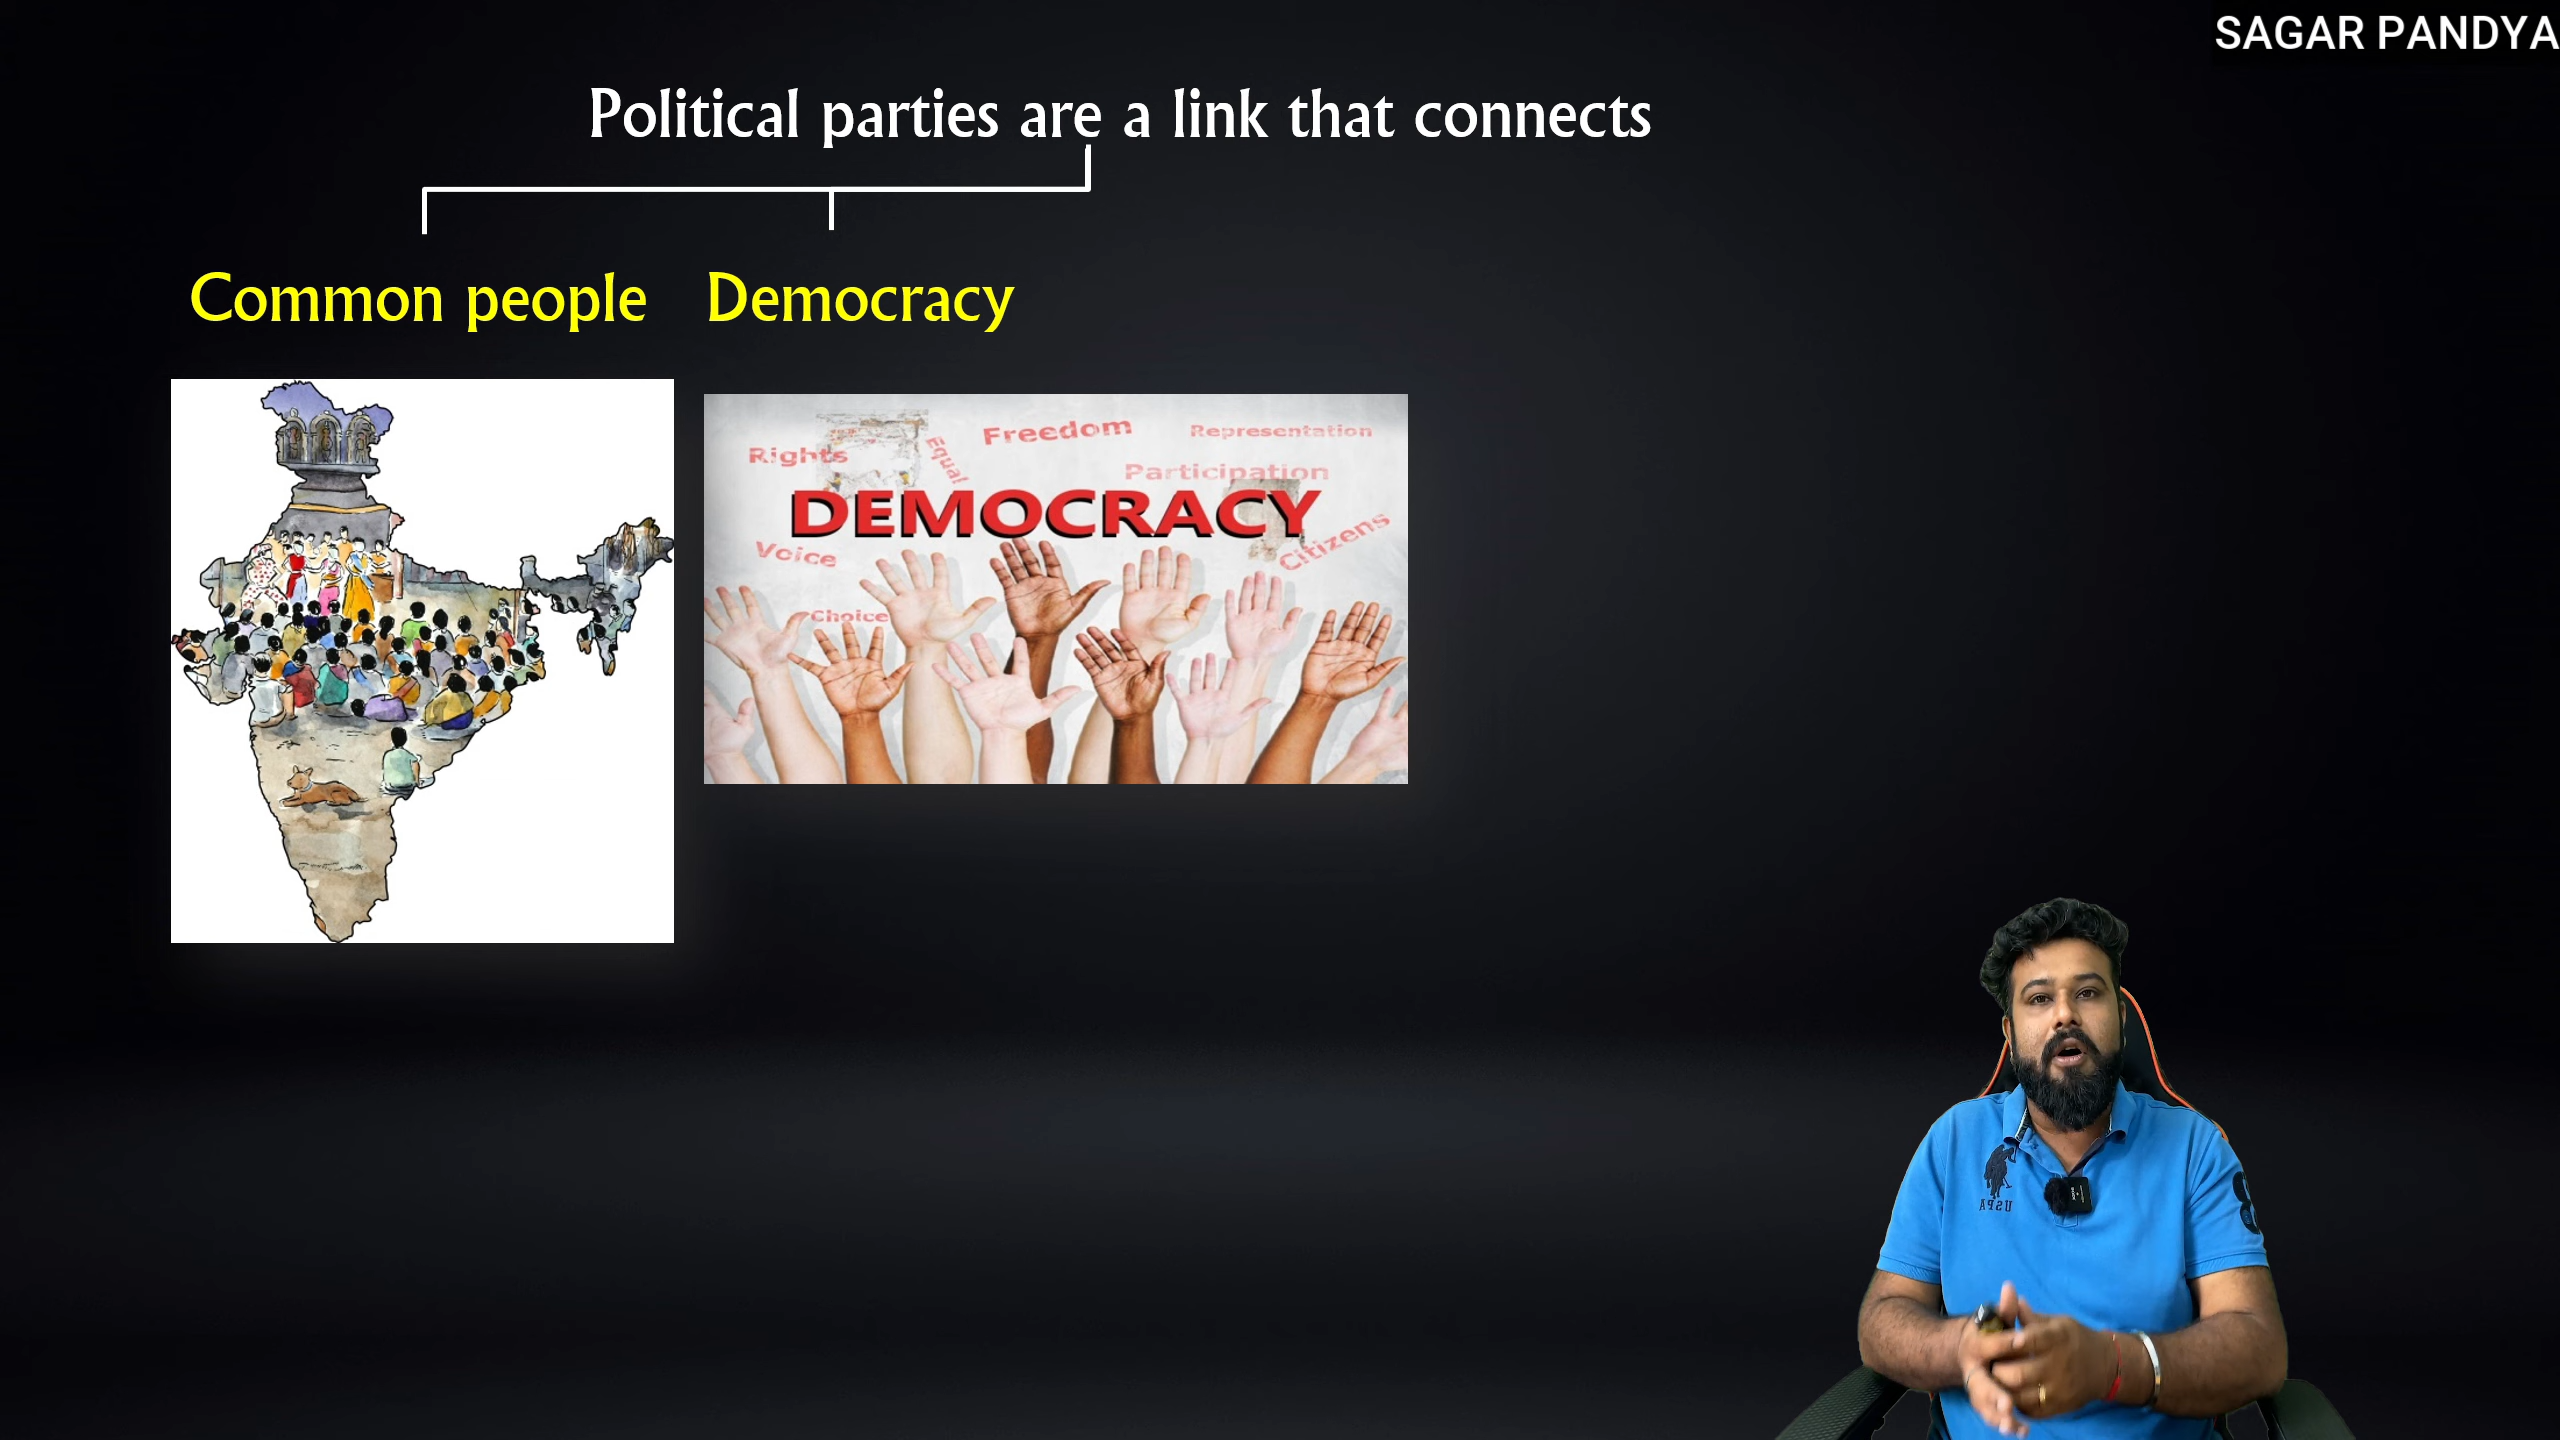 SAGAR PANDYA
Political parties are a link that connects
Common people
Democracy
Freedom
Representation
Rights
Equal
Participation
DEMOCRACY
Citizens
Voice
Choice
USPA